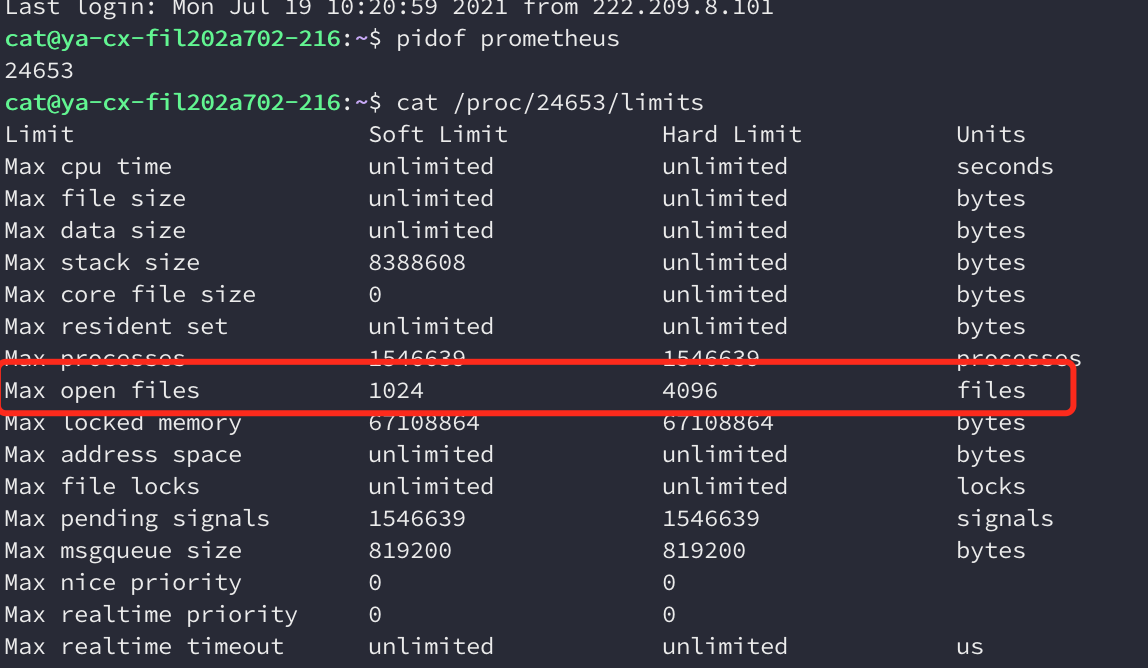 Last login: Mon Jul 19 10:20:59 2021 from 222.209.8.101
cat@ya-cx-fil202a702-216:~$ pidof prometheus
24653
cat@ya-cx-fil202a702-216:~$ cat /proc/24653/limits
Limit Soft Limit Hard Limit Units
Max cpu time unlimited unlimited seconds
Max file size unlimited unlimited bytes
Max data size unlimited unlimited bytes
Max stack size 8388608 unlimited bytes
Max core file size 0 unlimited bytes
Max resident set unlimited unlimited bytes
Max processes 1546639 1546639 processes
Max open files 1024 4096 files
Max locked memory 67108864 67108864 bytes
Max address space unlimited unlimited bytes
Max file locks unlimited unlimited locks
Max pending signals 1546639 1546639 signals
Max msgqueue size 819200 819200 bytes
Max nice priority 0 0
Max realtime priority 0 0
Max realtime timeout unlimited unlimited us